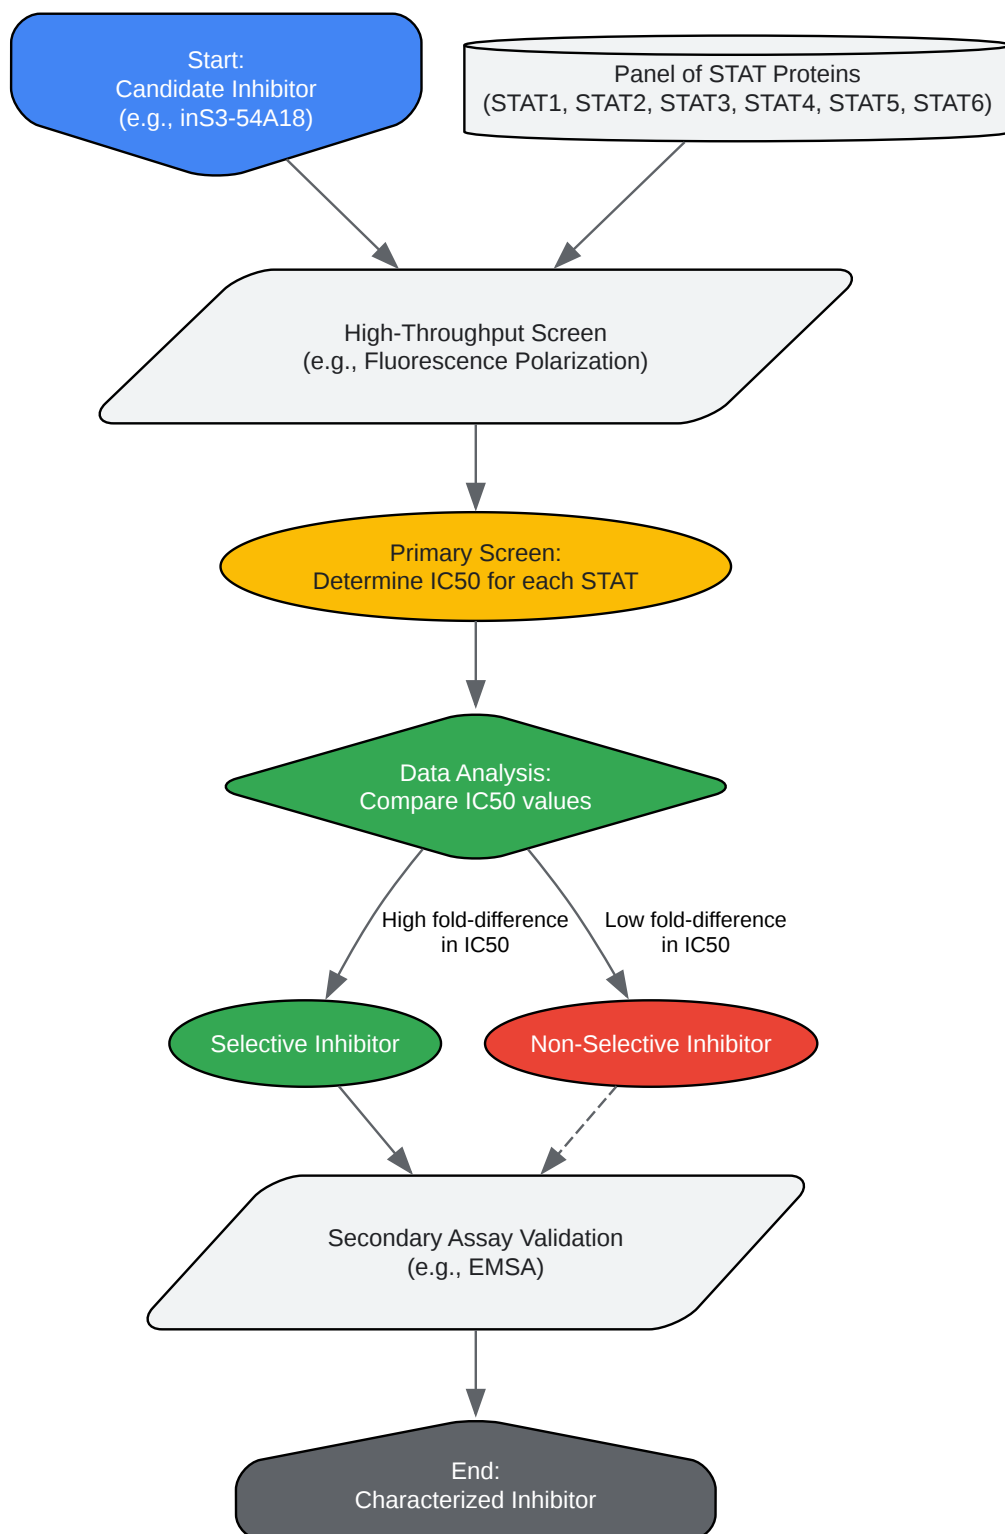 Start:
Candidate Inhibitor
(e.g., inS3-54A18)
Panel of STAT Proteins
(STAT1, STAT2, STAT3, STAT4, STAT5, STAT6)
High-Throughput Screen
(e.g., Fluorescence Polarization)
Primary Screen:
Determine IC50 for each STAT
Data Analysis:
Compare IC50 values
High fold-difference
in IC50
Low fold-difference
in IC50
Selective Inhibitor
Non-Selective Inhibitor
Secondary Assay Validation
(e.g., EMSA)
End:
Characterized Inhibitor